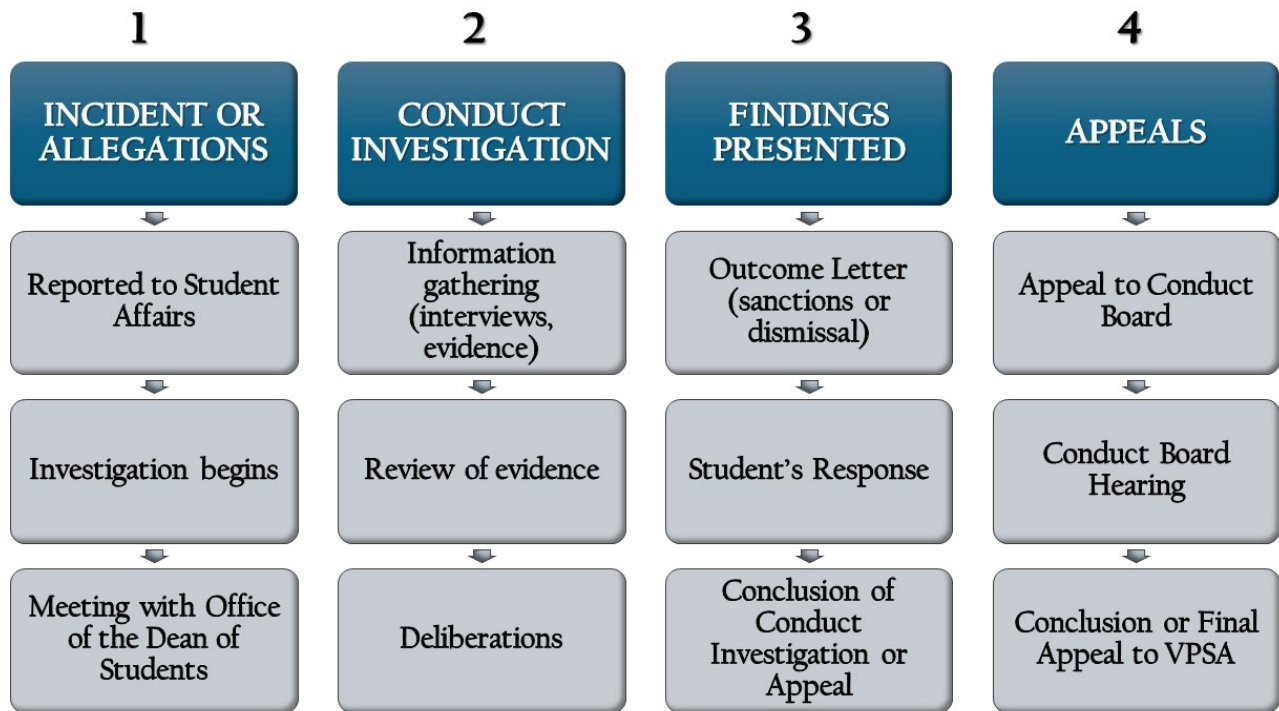 1
INCIDENT OR
ALLEGATIONS
Reported to Student
Affairs
Investigation begins
Meeting with Office
of the Dean of
Students
2
CONDUCT
INVESTIGATION
Information
gathering
(interviews,
evidence)
Review of evidence
Deliberations
3
FINDINGS
PRESENTED
Outcome Letter
(sanctions or
dismissal)
Student's Response
Conclusion of
Conduct
Investigation or
Appeal
4
APPEALS
Appeal to Conduct
Board
Conduct Board
Hearing
Conclusion or Final
Appeal to VPSA